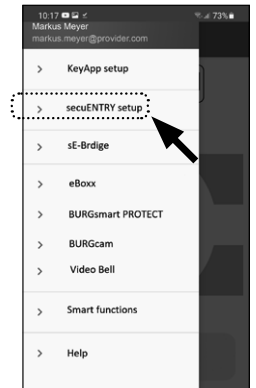 10:17
73%
Markus Meyer
markus.meyer@provider.com
> KeyApp setup
> secuENTRY setup
> sE-Brdige
> eBoxx
> BURGsmart PROTECT
> BURGcam
> Video Bell
> Smart functions
> Help